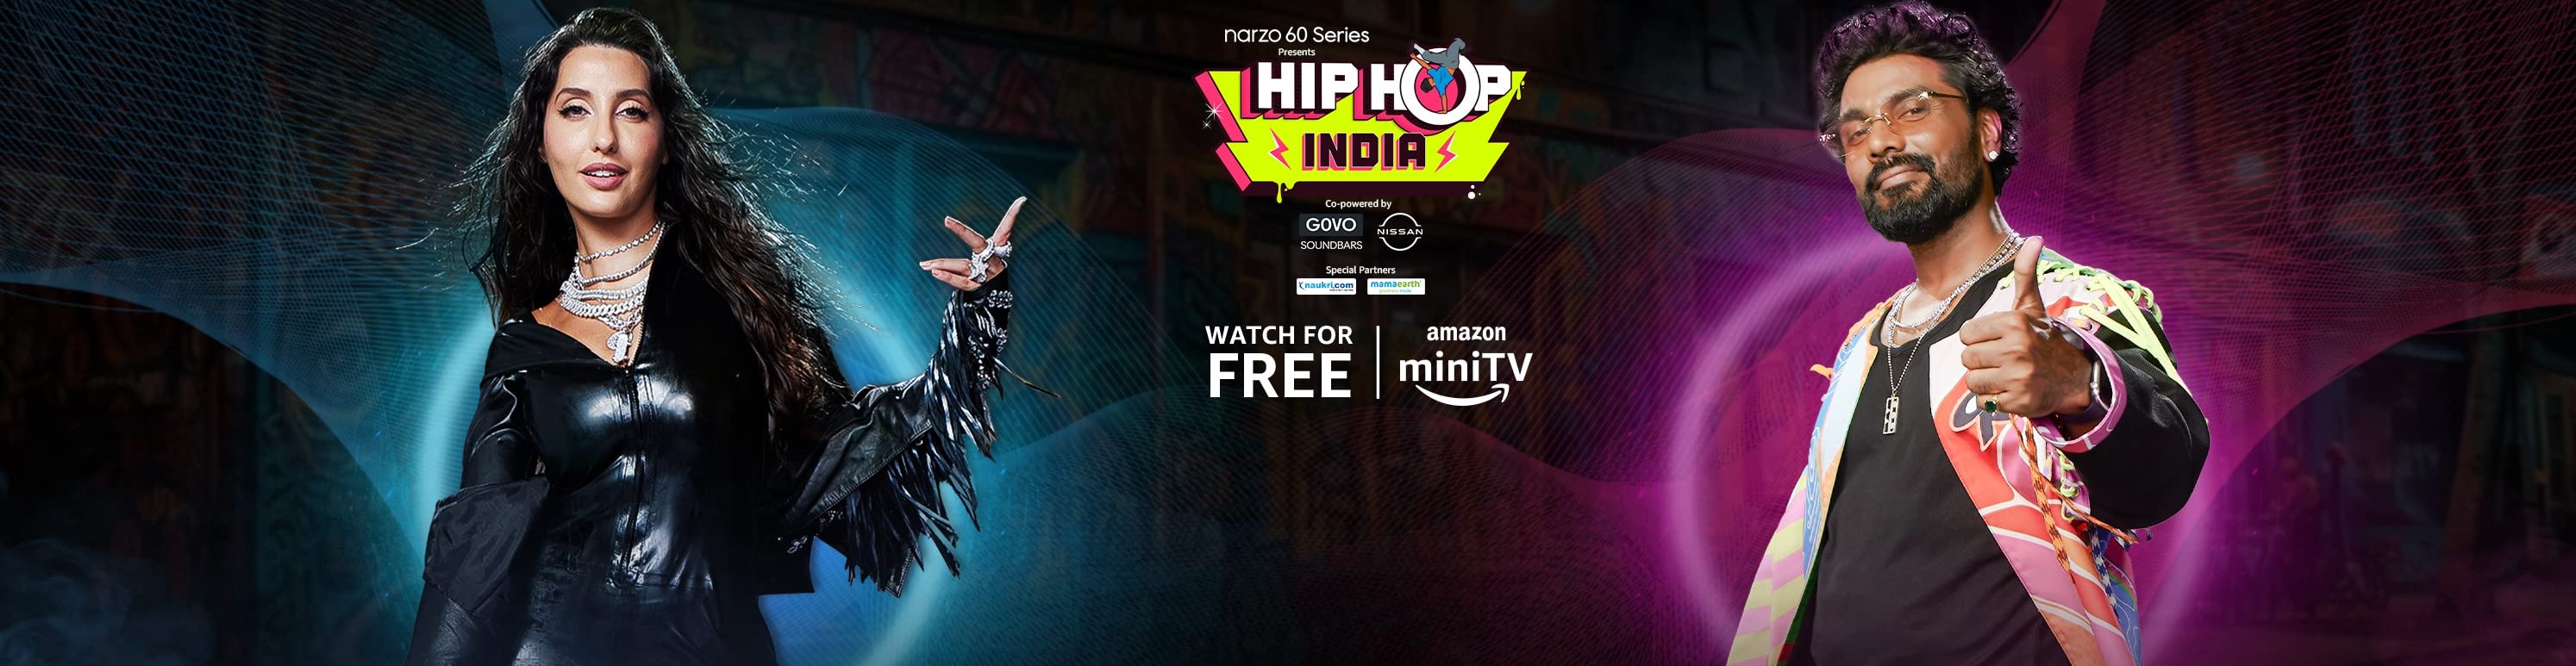 narzo 60 Series
Presents
HIP HOP
INDIA
Co-powered by
GOVO
SOUNDBARS
NISSAN
Special Partners
naukri.com
mamaearth
WATCH FOR
FREE
amazon
miniTV